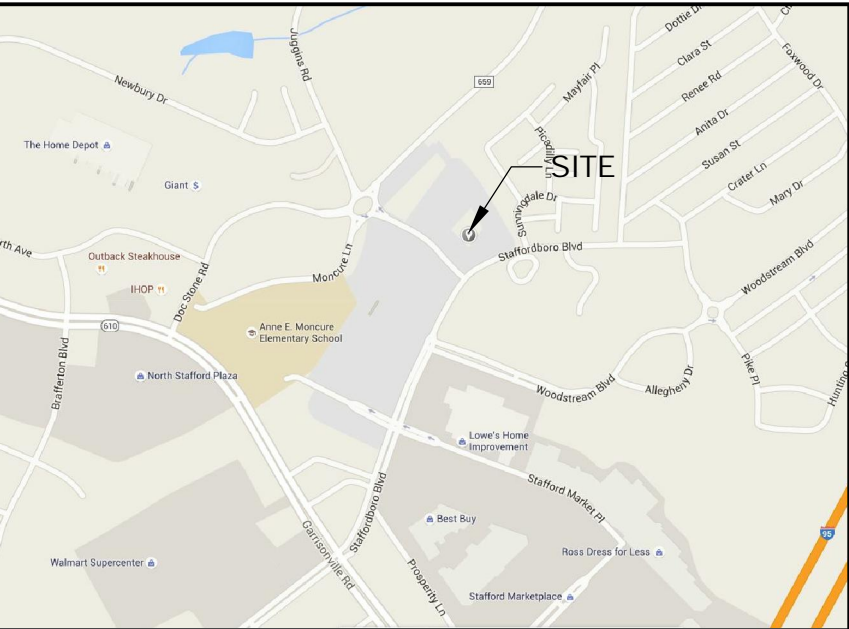 Dottie Dr
Clara St
Foxwood Dr
Juggins Rd
Renee Rd
Mayfair Pl
659
Newbury Dr
Anita Dr
Picadilly Ln
The Home Depot
Susan St
SITE
Crater Ln
Giant
Mary Dr
Sunningdale Dr
rth Ave
Staffordboro Blvd
Outback Steakhouse
Moncure Ln
Woodstream Blvd
IHOP
Doc Stone Rd
610
Anne E. Moncure
Elementary School
Brafferton Blvd
North Stafford Plaza
Pike Pl
Allegheny Dr
Woodstream Blvd
Hunting
Lowe's Home
Improvement
Stafford Market Pl
Staffordboro Blvd
Best Buy
95
Garrisonville Rd
Ross Dress for Less
Walmart Supercenter
Prosperity Ln
Stafford Marketplace